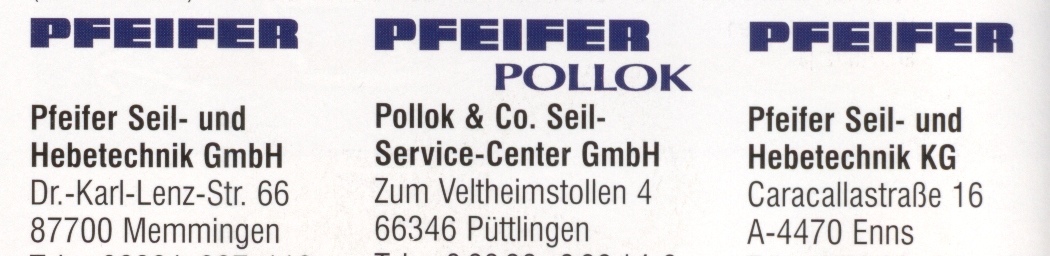 PFEIFER
Pfeifer Seil- und
Hebetechnik GmbH
Dr.-Karl-Lenz-Str. 66
87700 Memmingen
PFEIFER
POLLOK
Pollok & Co. Seil-
Service-Center GmbH
Zum Veltheimstollen 4
66346 Püttlingen
PFEIFER
Pfeifer Seil- und
Hebetechnik KG
Caracallastraße 16
A-4470 Enns